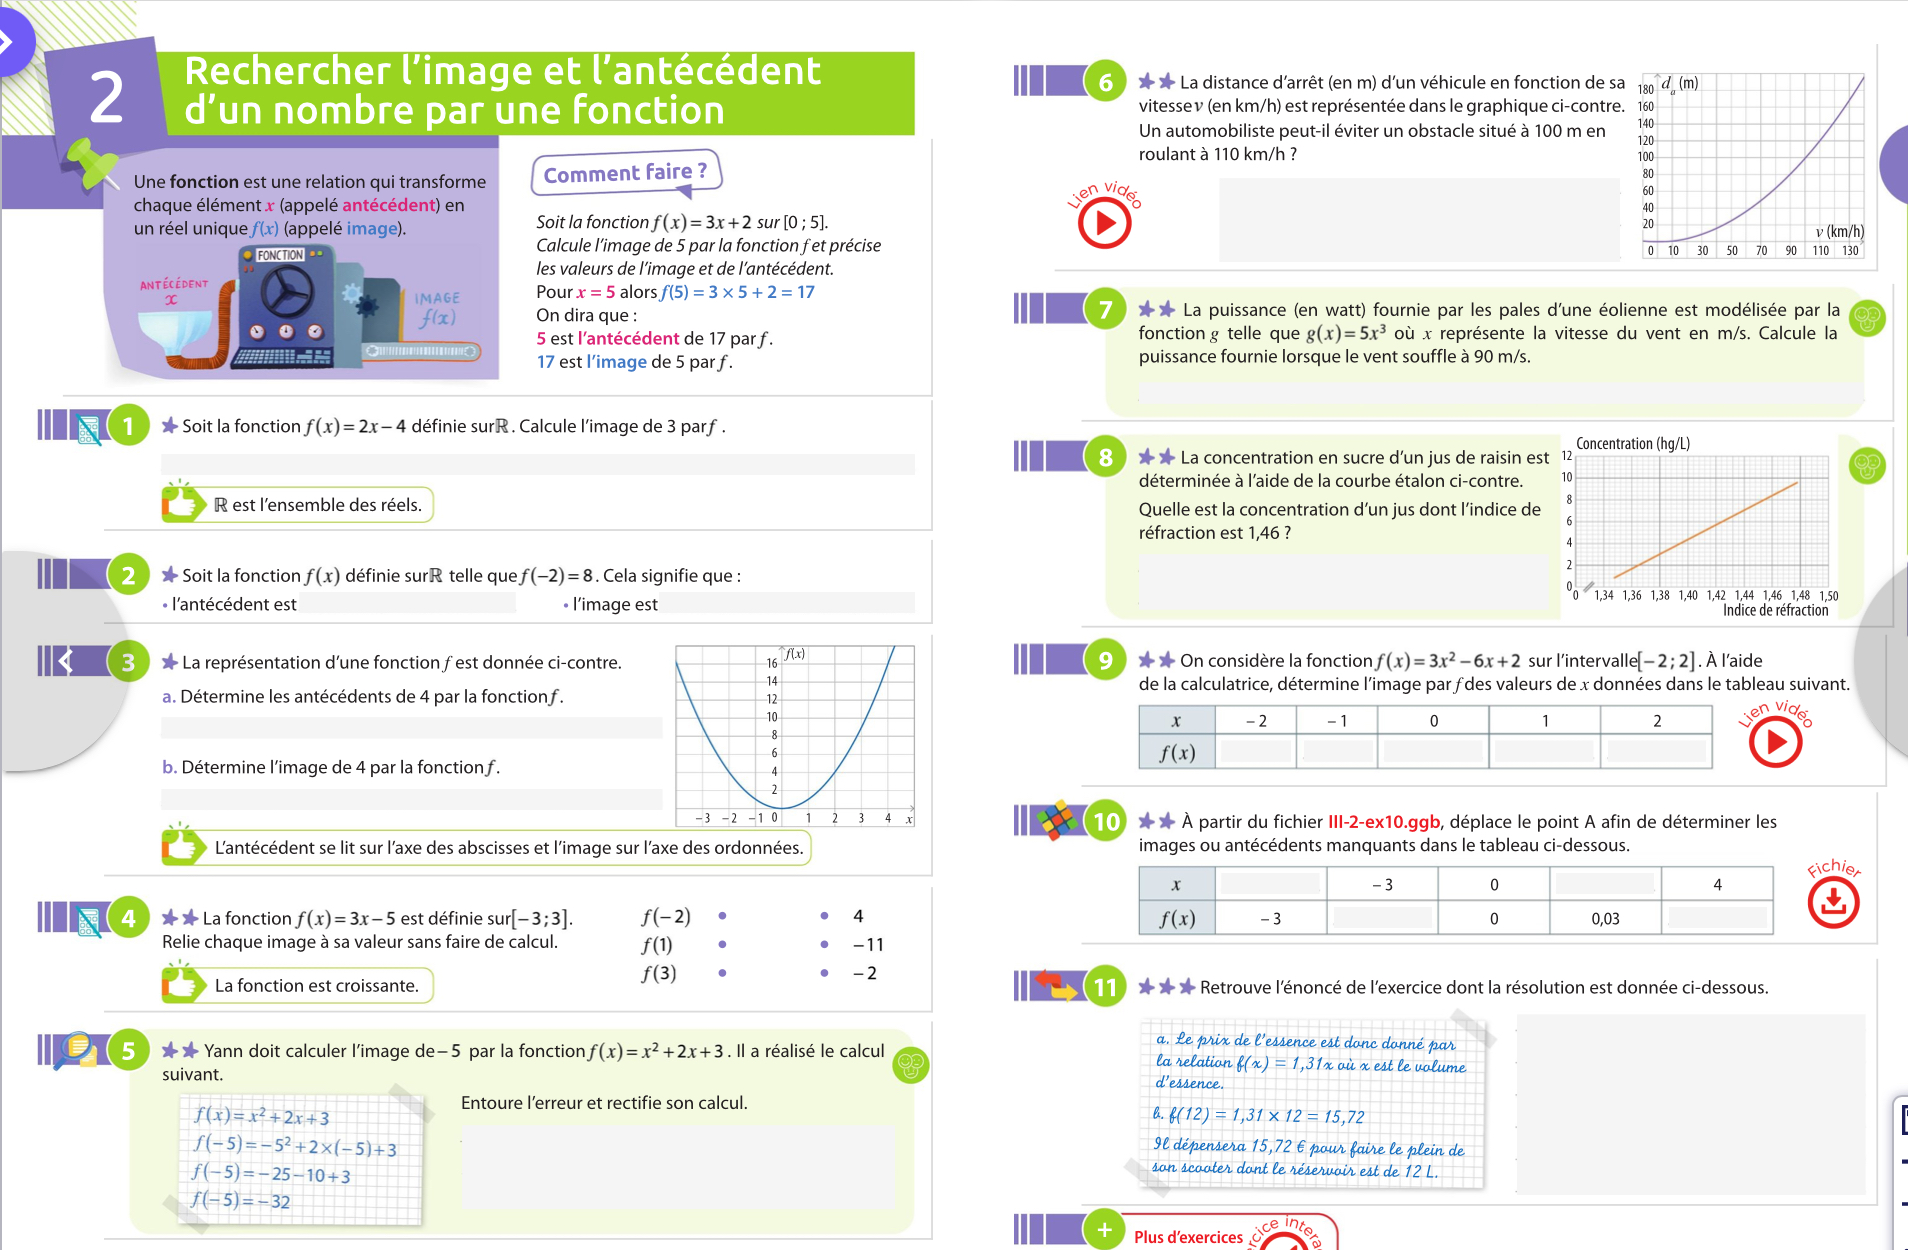 2
Rechercher l'image et l'antécédent
d'un nombre par une fonction
Une fonction est une relation qui transforme
chaque élément x (appelé antécédent) en
un réel unique f(x) (appelé image).
FONCTION
ANTÉCÉDENT
x
IMAGE
f(x)
Comment faire ?
Soit la fonction f(x) = 3x + 2 sur [0 ; 5].
Calcule l'image de 5 par la fonction f et précise
les valeurs de l'image et de l'antécédent.
Pour x = 5 alors f(5) = 3 × 5 + 2 = 17
On dira que :
5 est l'antécédent de 17 par f.
17 est l'image de 5 par f.
1
Soit la fonction f(x) = 2x − 4 définie sur ℝ. Calcule l'image de 3 par f.
ℝ est l'ensemble des réels.
2
Soit la fonction f(x) définie sur ℝ telle que f(−2) = 8. Cela signifie que :
• l'antécédent est • l'image est
3
La représentation d'une fonction f est donnée ci-contre.
a. Détermine les antécédents de 4 par la fonction f.
b. Détermine l'image de 4 par la fonction f.
f(x)
16
14
12
10
8
6
4
2
−3 −2 −1 0 1 2 3 4 x
L'antécédent se lit sur l'axe des abscisses et l'image sur l'axe des ordonnées.
4
La fonction f(x) = 3x − 5 est définie sur [−3 ; 3].
Relie chaque image à sa valeur sans faire de calcul.
La fonction est croissante.
f(−2) • • 4
f(1) • • −11
f(3) • • −2
5
Yann doit calculer l'image de −5 par la fonction f(x) = x² + 2x + 3. Il a réalisé le calcul
suivant.
f(x) = x² + 2x + 3
f(−5) = −5² + 2×(−5) + 3
f(−5) = −25 − 10 + 3
f(−5) = −32
Entoure l'erreur et rectifie son calcul.
6
La distance d'arrêt (en m) d'un véhicule en fonction de sa
vitesse v (en km/h) est représentée dans le graphique ci-contre.
Un automobiliste peut-il éviter un obstacle situé à 100 m en
roulant à 110 km/h ?
Lien vidéo
dₐ (m)
180
160
140
120
100
80
60
40
20
v (km/h)
0 10 30 50 70 90 110 130
7
La puissance (en watt) fournie par les pales d'une éolienne est modélisée par la
fonction g telle que g(x) = 5x³ où x représente la vitesse du vent en m/s. Calcule la
puissance fournie lorsque le vent souffle à 90 m/s.
8
La concentration en sucre d'un jus de raisin est
déterminée à l'aide de la courbe étalon ci-contre.
Quelle est la concentration d'un jus dont l'indice de
réfraction est 1,46 ?
Concentration (hg/L)
12
10
8
6
4
2
0
0 1,34 1,36 1,38 1,40 1,42 1,44 1,46 1,48 1,50
Indice de réfraction
9
On considère la fonction f(x) = 3x² − 6x + 2 sur l'intervalle [−2 ; 2]. À l'aide
de la calculatrice, détermine l'image par f des valeurs de x données dans le tableau suivant.
x −2 −1 0 1 2
f(x)
Lien vidéo
10
À partir du fichier III-2-ex10.ggb, déplace le point A afin de déterminer les
images ou antécédents manquants dans le tableau ci-dessous.
x −3 0 4
f(x) −3 0 0,03
Fichier
11
Retrouve l'énoncé de l'exercice dont la résolution est donnée ci-dessous.
a. Le prix de l'essence est donc donné par
la relation f(x) = 1,31x où x est le volume
d'essence.
b. f(12) = 1,31 × 12 = 15,72
Il dépensera 15,72 € pour faire le plein de
son scooter dont le réservoir est de 12 L.
+
Plus d'exercices